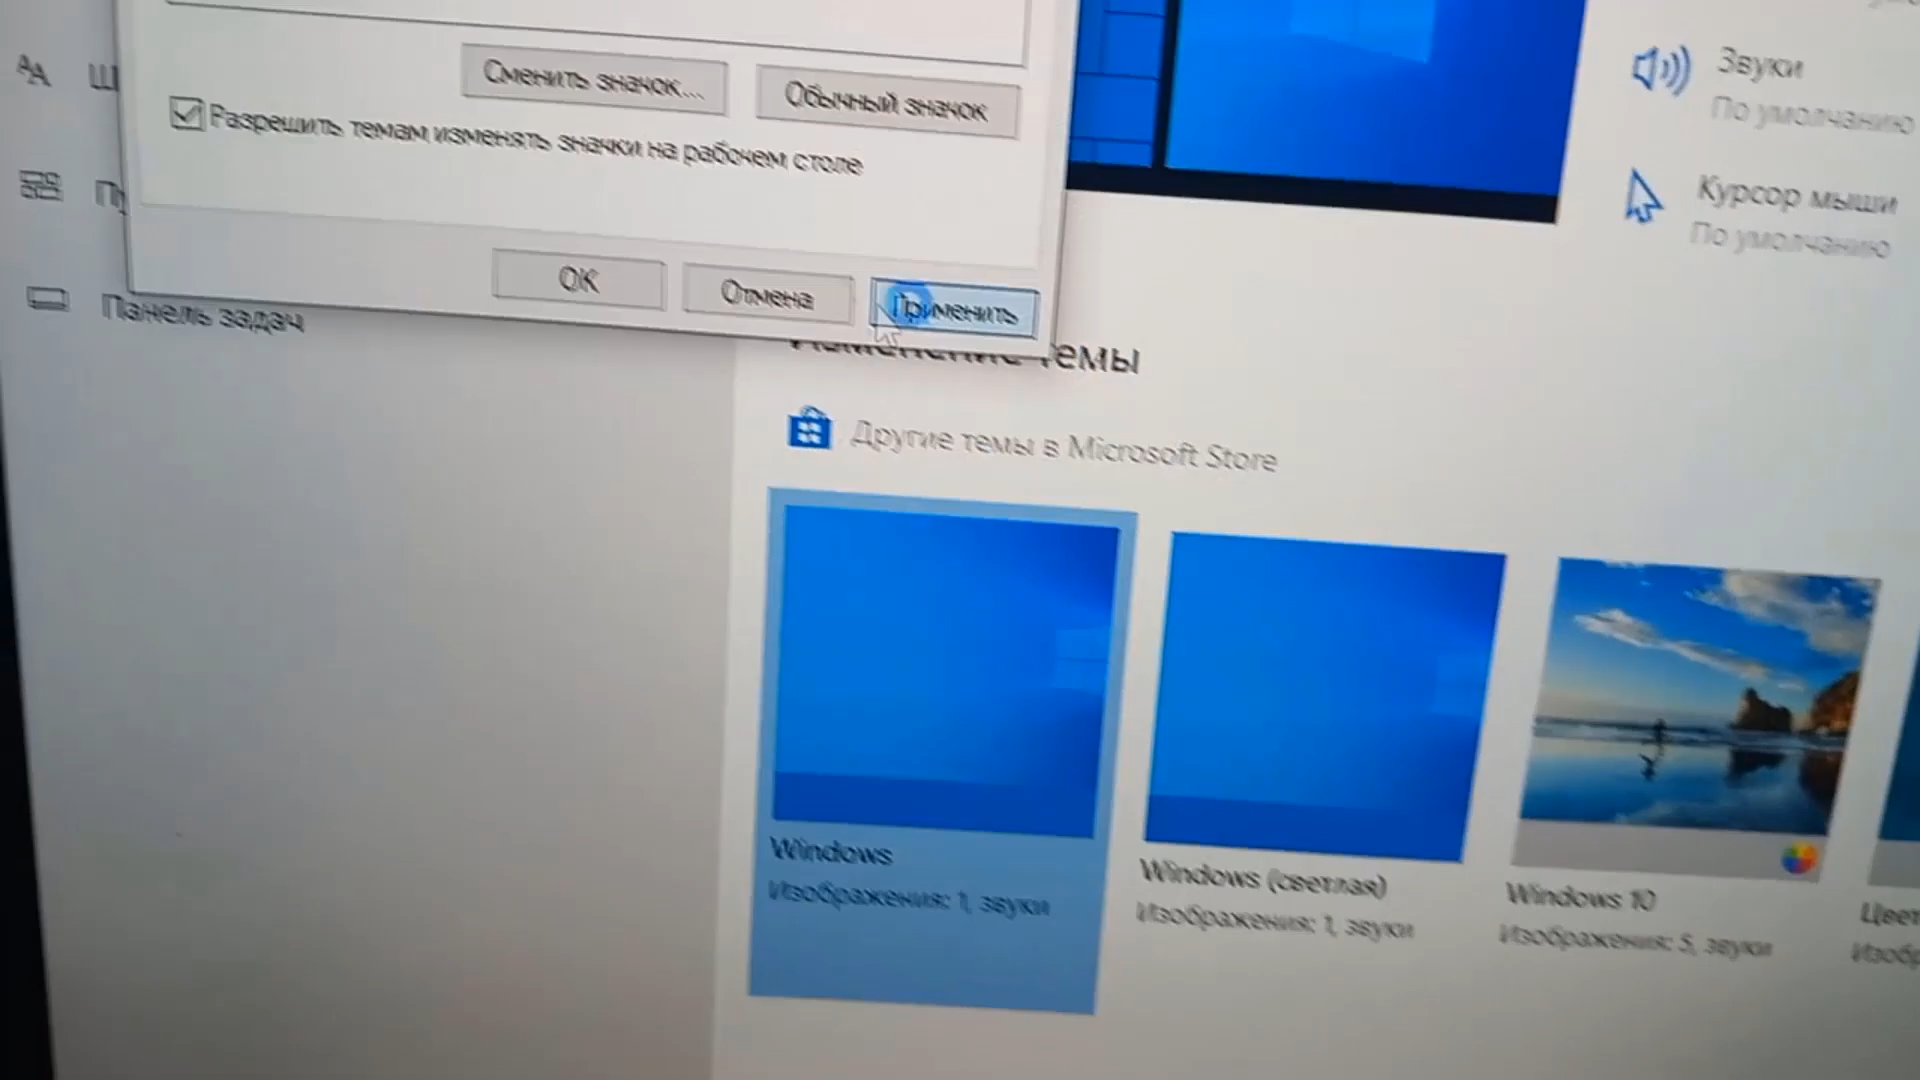 Звуки
По умолчанию
Сменить значок...
Обычный значок
Разрешить темам изменять значки на рабочем столе
Курсор мыши
По умолчанию
ОК
Отмена
Применить
Панель задач
темы
Другие темы в Microsoft Store
Windows
Изображения: 1, звуки
Windows (светлая)
Изображения: 1, звуки
Windows 10
Изображения: 5, звуки